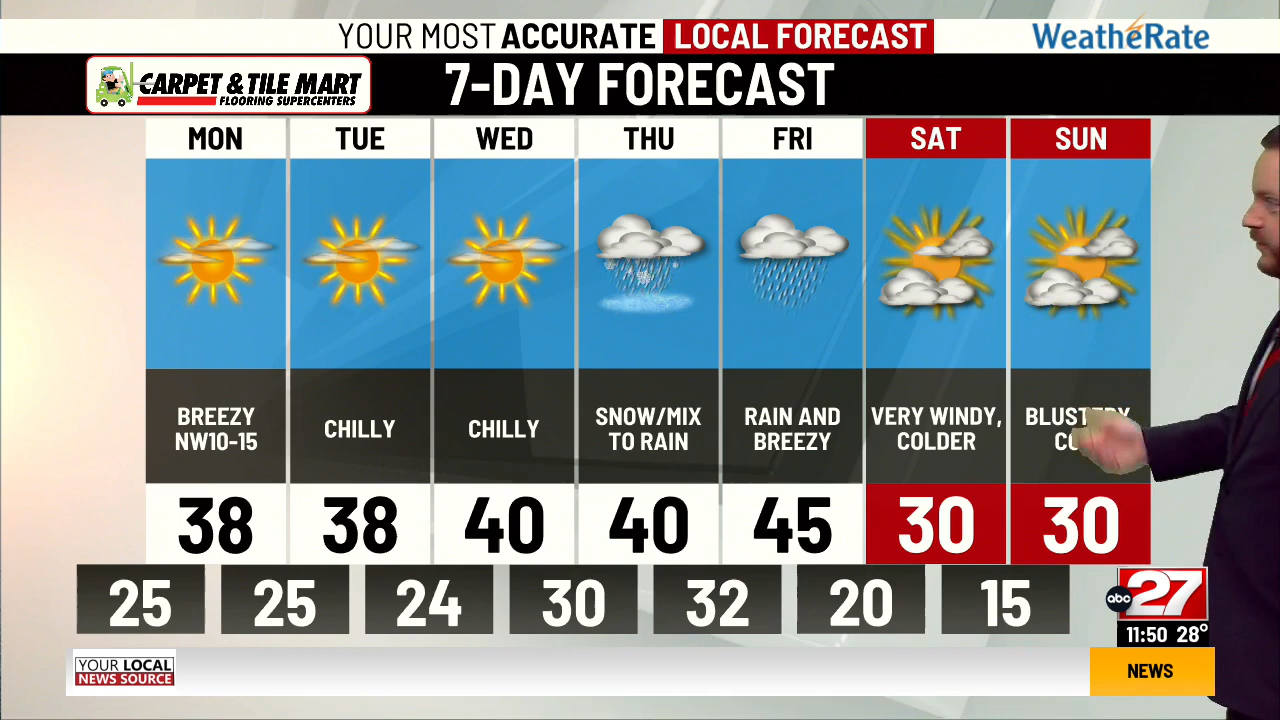 YOUR MOST ACCURATE LOCAL FORECAST
WeatheRate
CARPET & TILE MART
FLOORING SUPERCENTERS
7-DAY FORECAST
MON TUE WED THU FRI SAT SUN
BREEZY
NW10-15
CHILLY
CHILLY
SNOW/MIX
TO RAIN
RAIN AND
BREEZY
VERY WINDY,
COLDER
38 38 40 40 45 30 30
25 25 24 30 32 20 15
abc 27
11:50 28°
YOUR LOCAL
NEWS SOURCE
NEWS